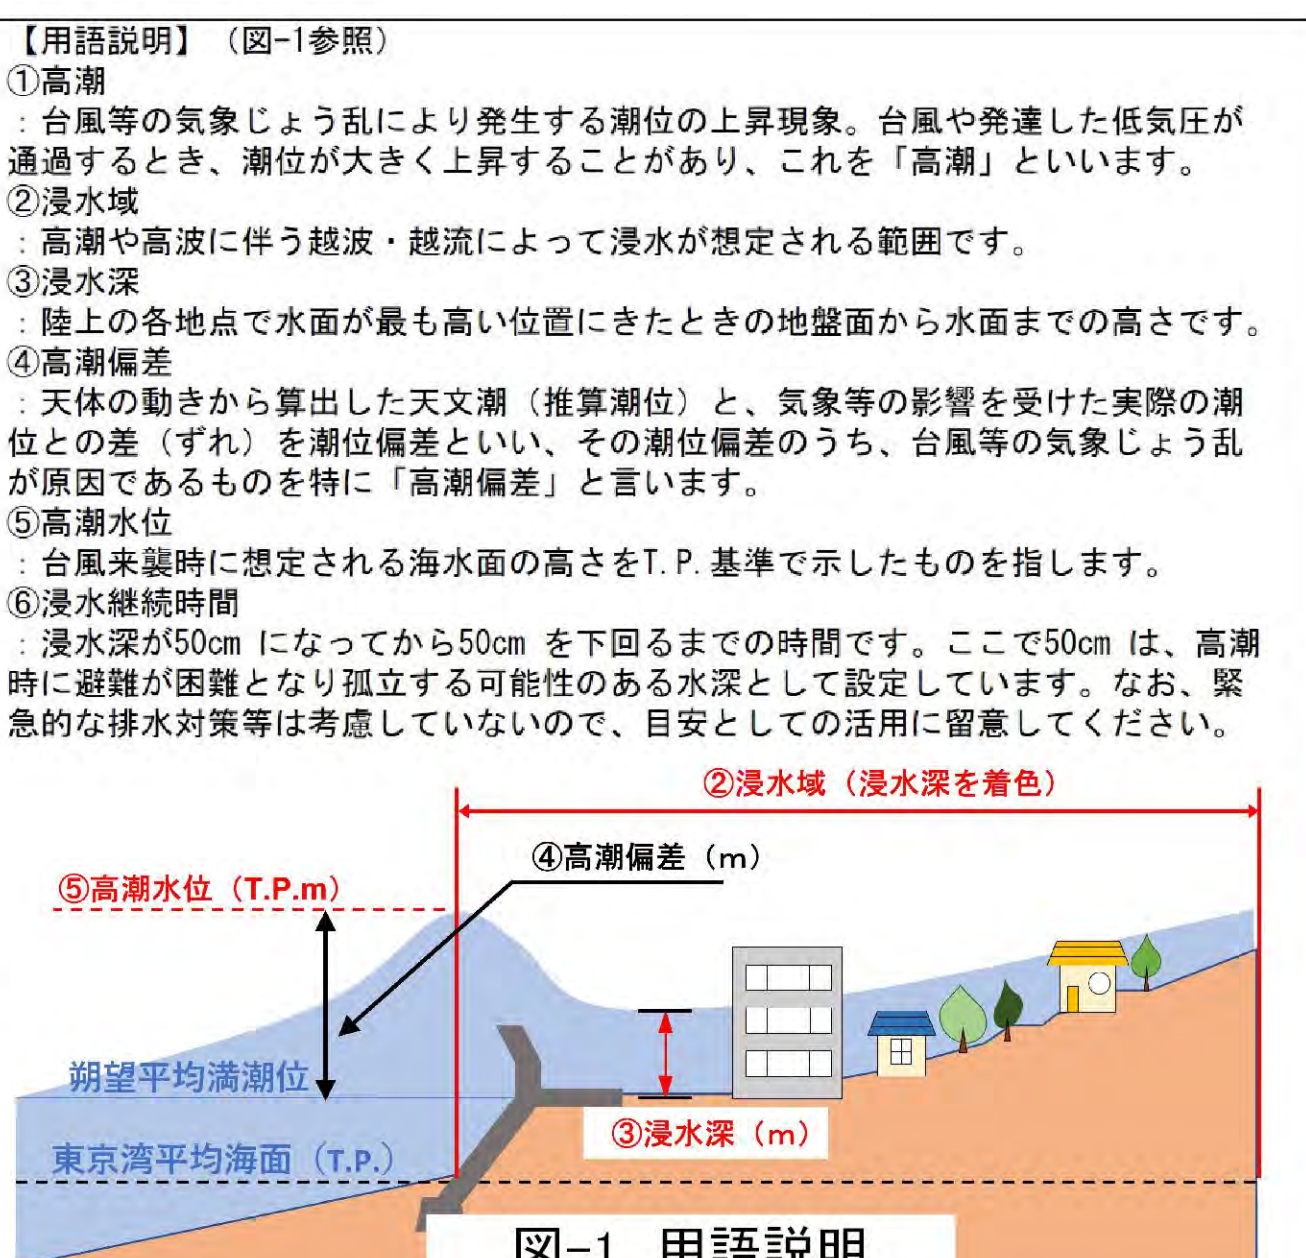 【用語説明】（図-1参照）
①高潮
：台風等の気象じょう乱により発生する潮位の上昇現象。台風や発達した低気圧が
通過するとき、潮位が大きく上昇することがあり、これを「高潮」といいます。
②浸水域
：高潮や高波に伴う越波・越流によって浸水が想定される範囲です。
③浸水深
：陸上の各地点で水面が最も高い位置にきたときの地盤面から水面までの高さです。
④高潮偏差
：天体の動きから算出した天文潮（推算潮位）と、気象等の影響を受けた実際の潮
位との差（ずれ）を潮位偏差といい、その潮位偏差のうち、台風等の気象じょう乱
が原因であるものを特に「高潮偏差」と言います。
⑤高潮水位
：台風来襲時に想定される海水面の高さをT.P.基準で示したものを指します。
⑥浸水継続時間
：浸水深が50cm になってから50cm を下回るまでの時間です。ここで50cm は、高潮
時に避難が困難となり孤立する可能性のある水深として設定しています。なお、緊
急的な排水対策等は考慮していないので、目安としての活用に留意してください。
②浸水域（浸水深を着色）
④高潮偏差（m）
⑤高潮水位（T.P.m）
朔望平均満潮位
③浸水深（m）
東京湾平均海面（T.P.）
図-1 用語説明